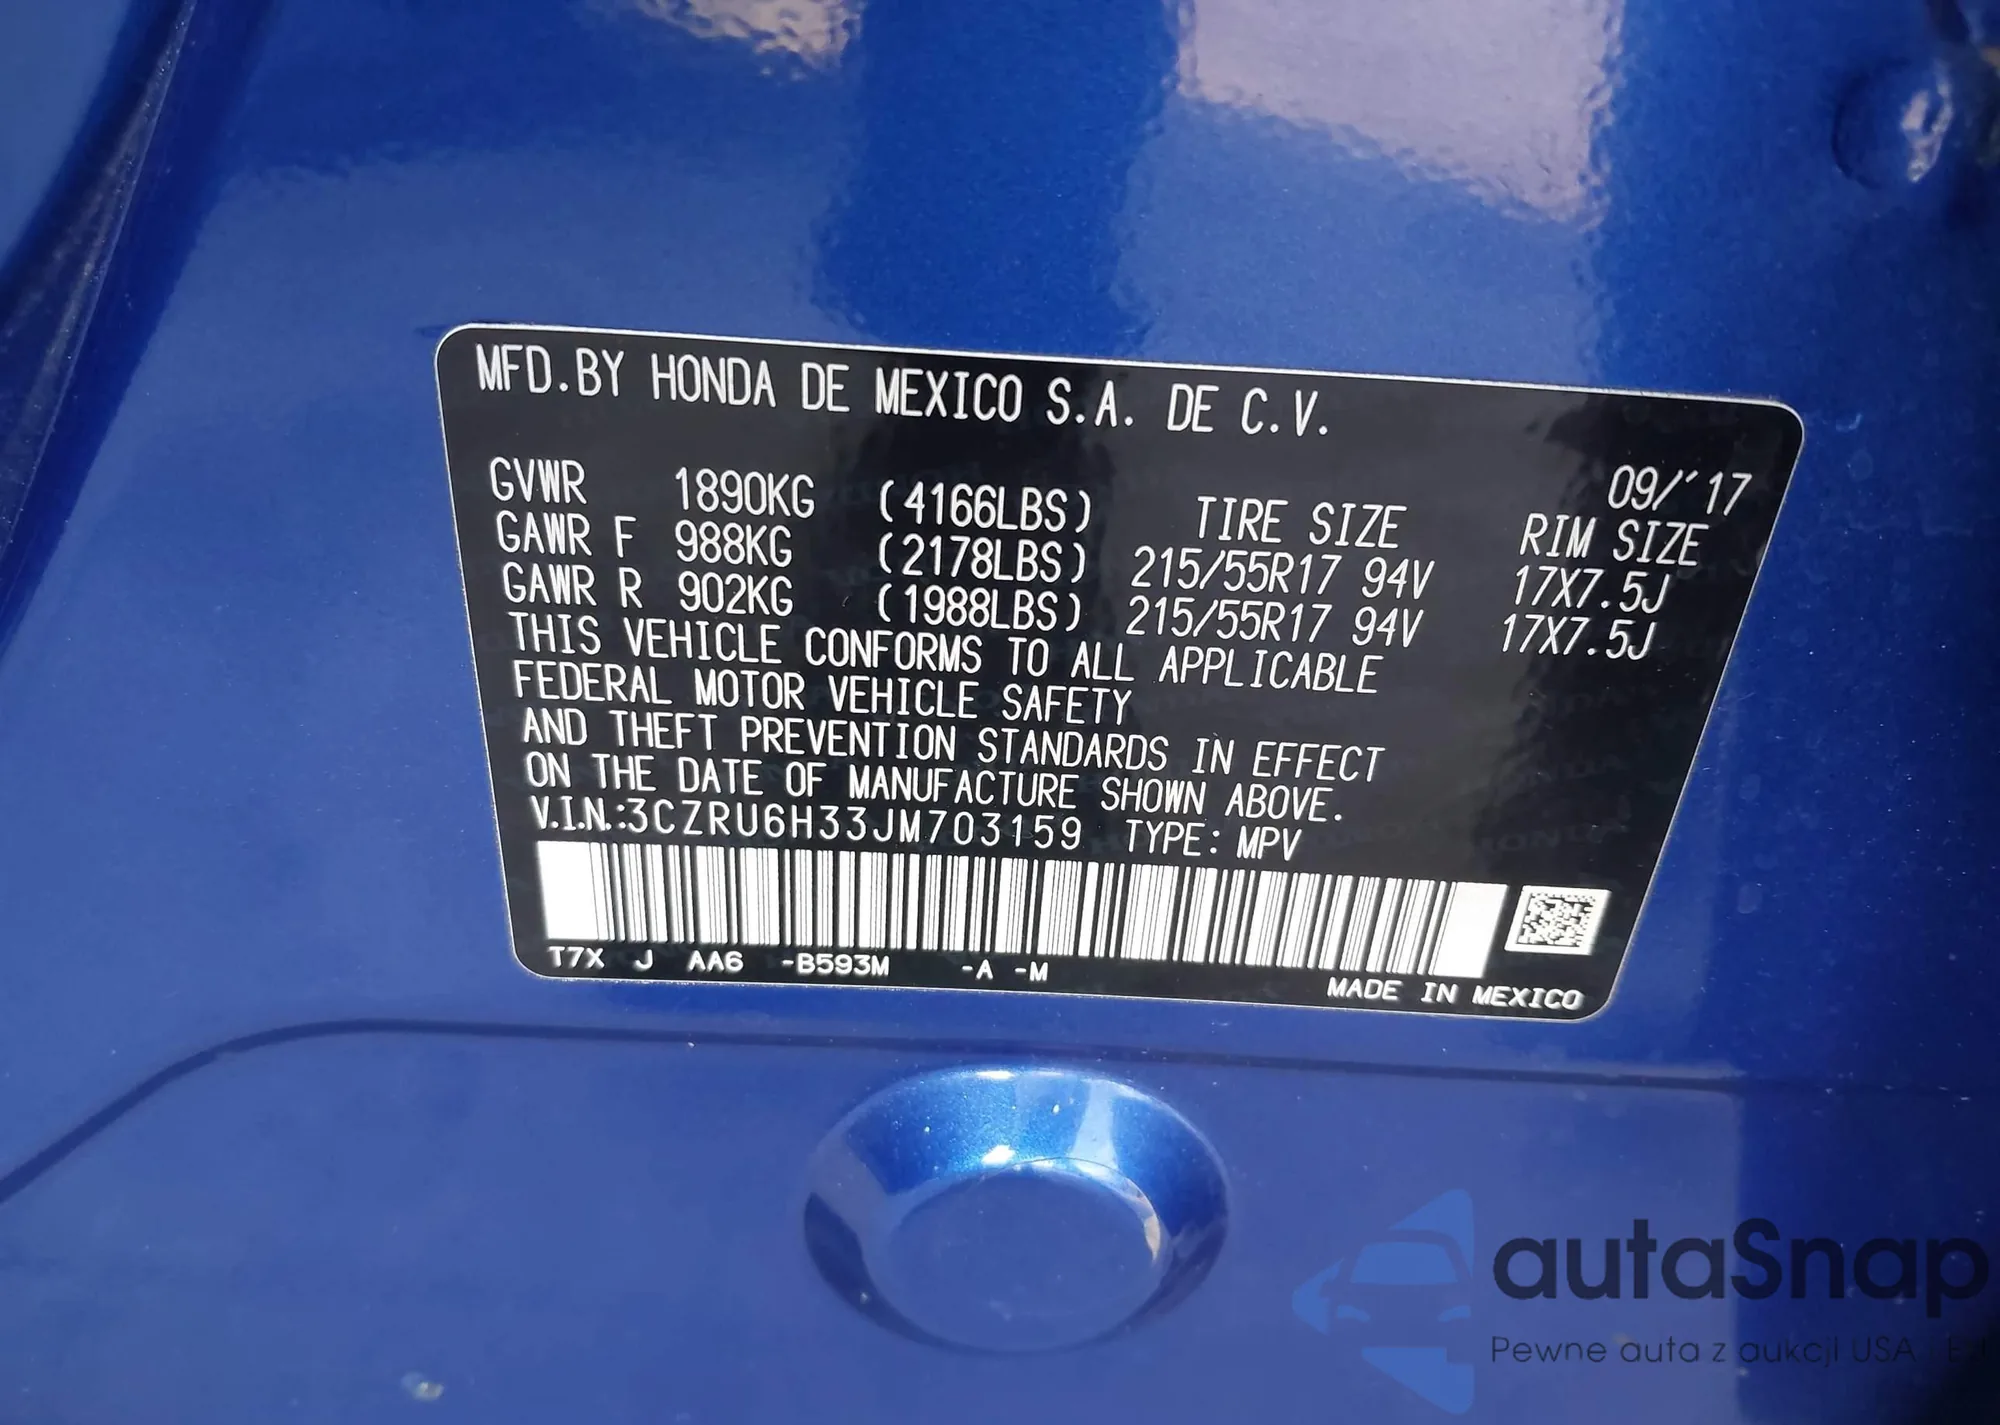 MFD.BY HONDA DE MEXICO S.A. DE C.V.
09/'17
GVWR 1890KG (4166LBS) TIRE SIZE RIM SIZE
GAWR F 988KG (2178LBS) 215/55R17 94V 17X7.5J
GAWR R 902KG (1988LBS) 215/55R17 94V 17X7.5J
THIS VEHICLE CONFORMS TO ALL APPLICABLE
FEDERAL MOTOR VEHICLE SAFETY
AND THEFT PREVENTION STANDARDS IN EFFECT
ON THE DATE OF MANUFACTURE SHOWN ABOVE.
V.I.N.:3CZRU6H33JM703159 TYPE: MPV
T7X J AA6 -B593M -A -M
MADE IN MEXICO
autaSnap
Pewne auta z aukcji USA